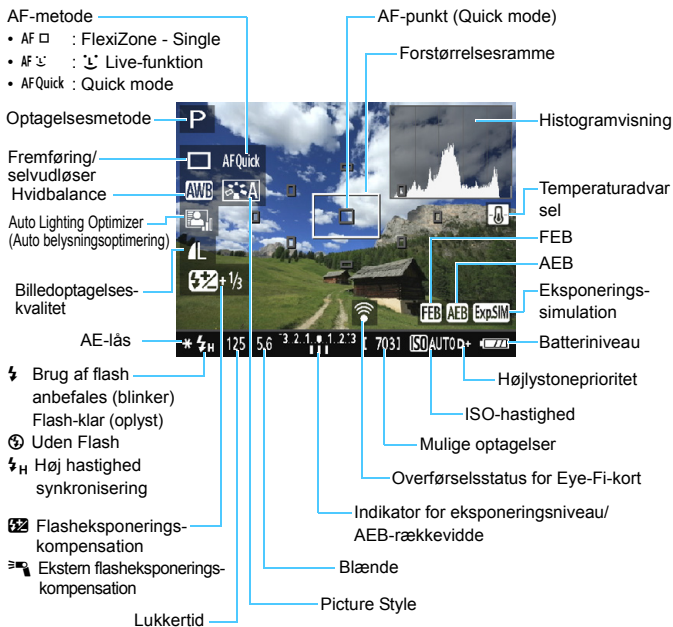 AF-metode
• AF □ : FlexiZone - Single
• AF : Live-funktion
• AFQuick : Quick mode
Optagelsesmetode
Fremføring/
selvudløser
Hvidbalance
Auto Lighting Optimizer
(Auto belysningsoptimering)
Billedoptagelses-
kvalitet
AE-lås
Brug af flash
anbefales (blinker)
Flash-klar (oplyst)
Uden Flash
H Høj hastighed
synkronisering
Flasheksponerings-
kompensation
Ekstern flasheksponerings-
kompensation
Lukkertid
AF-punkt (Quick mode)
Forstørrelsesramme
Histogramvisning
Temperaturadvar
sel
FEB
AEB
Eksponerings-
simulation
Batteriniveau
Højlystoneprioritet
ISO-hastighed
Mulige optagelser
Overførselsstatus for Eye-Fi-kort
Indikator for eksponeringsniveau/
AEB-rækkevidde
Blænde
Picture Style
P
AFQuick
AWB A
L
+1/3
FEB AEB Exp.SIM
* H 125 5.6 -3..2..1..0..1..2.:3 [ 703] ISO AUTO D+